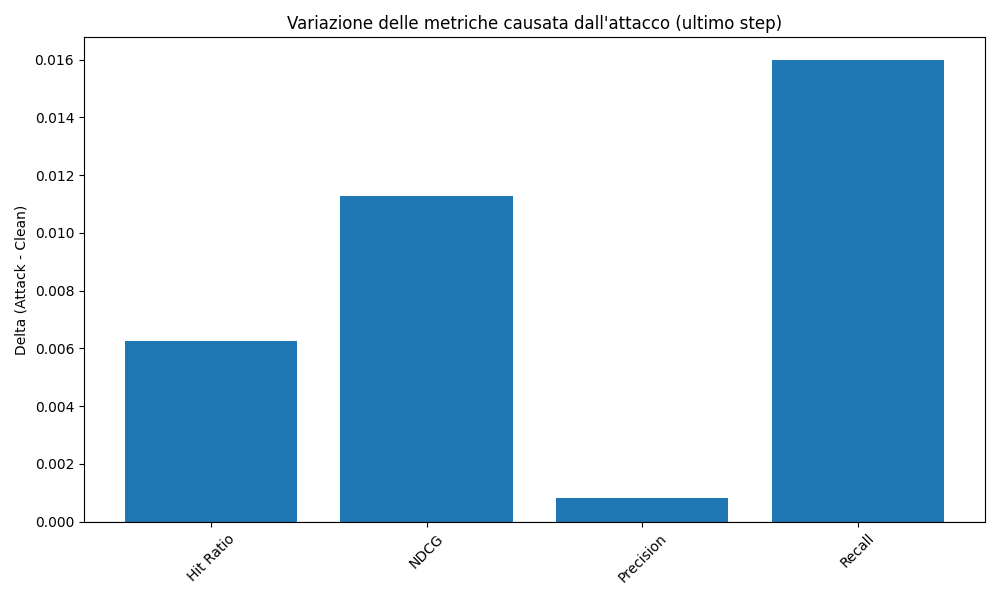 Variazione delle metriche causata dall'attacco (ultimo step)
Delta (Attack - Clean)
0.016
0.014
0.012
0.010
0.008
0.006
0.004
0.002
0.000
Hit Ratio
NDCG
Precision
Recall